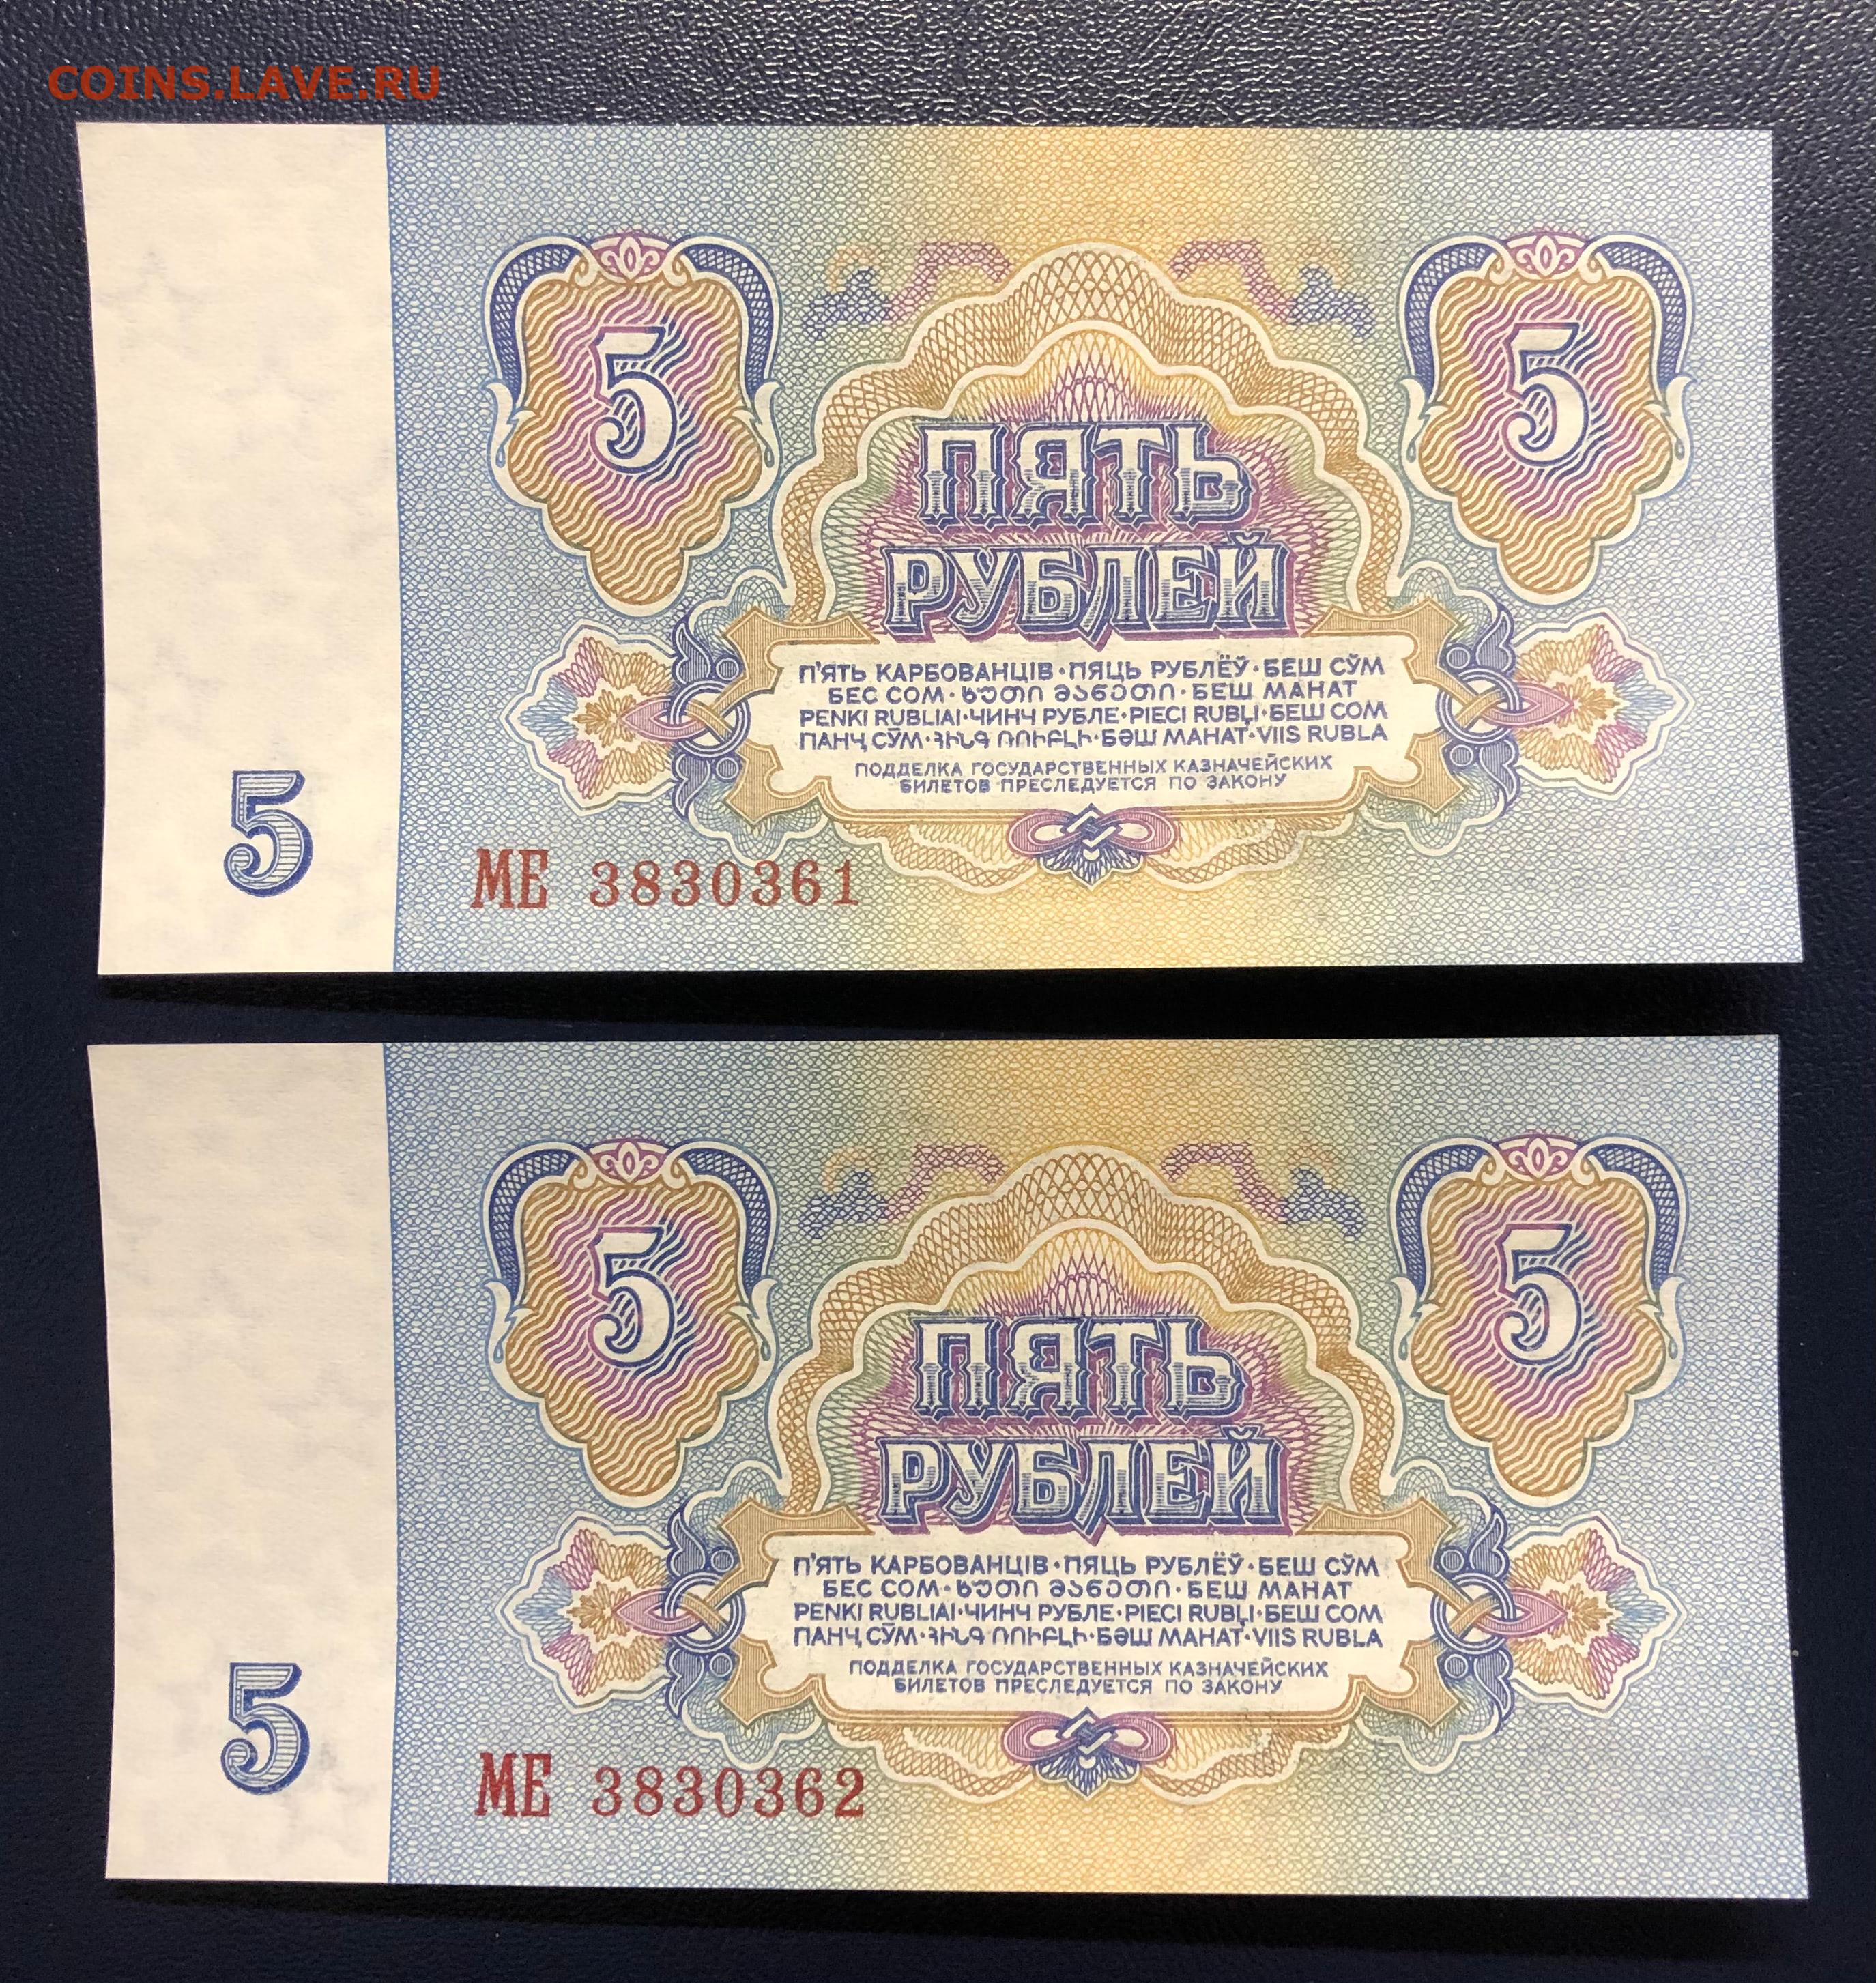 COINS.LAVE.RU
5
5
ПЯТЬ
РУБЛЕЙ
П'ЯТЬ КАРБОВАНЦІВ·ПЯЦЬ РУБЛЁЎ·БЕШ СЎМ
БЕС СОМ·ხუთი მანეთი·БЕШ МАНАТ
PENKI RUBLIAI·ЧИНЧ РУБЛЕ·PIECI RUBĻI·БЕШ СОМ
ПАНҶ СӮМ·ՀԻՆԳ ՌՈՒԲԼԻ·БӘШ МАНАТ·VIIS RUBLA
ПОДДЕЛКА ГОСУДАРСТВЕННЫХ КАЗНАЧЕЙСКИХ
БИЛЕТОВ ПРЕСЛЕДУЕТСЯ ПО ЗАКОНУ
5
МЕ 3830361
5
5
ПЯТЬ
РУБЛЕЙ
П'ЯТЬ КАРБОВАНЦІВ·ПЯЦЬ РУБЛЁЎ·БЕШ СЎМ
БЕС СОМ·ხუთი მანეთი·БЕШ МАНАТ
PENKI RUBLIAI·ЧИНЧ РУБЛЕ·PIECI RUBĻI·БЕШ СОМ
ПАНҶ СӮМ·ՀԻՆԳ ՌՈՒԲԼԻ·БӘШ МАНАТ·VIIS RUBLA
ПОДДЕЛКА ГОСУДАРСТВЕННЫХ КАЗНАЧЕЙСКИХ
БИЛЕТОВ ПРЕСЛЕДУЕТСЯ ПО ЗАКОНУ
5
МЕ 3830362